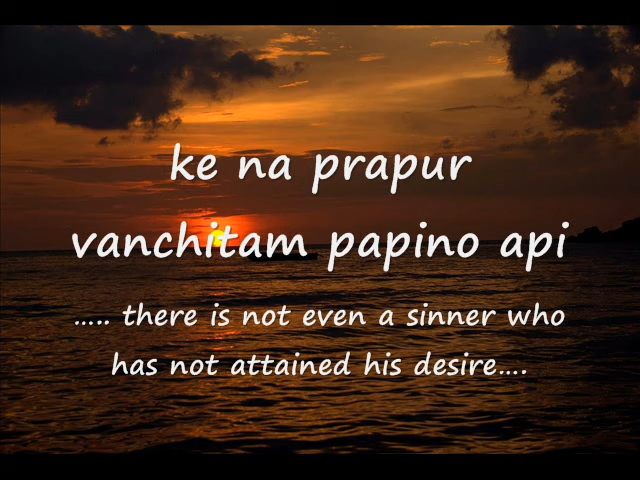 ke na prapur
vanchitam papino api
..... there is not even a sinner who
has not attained his desire....